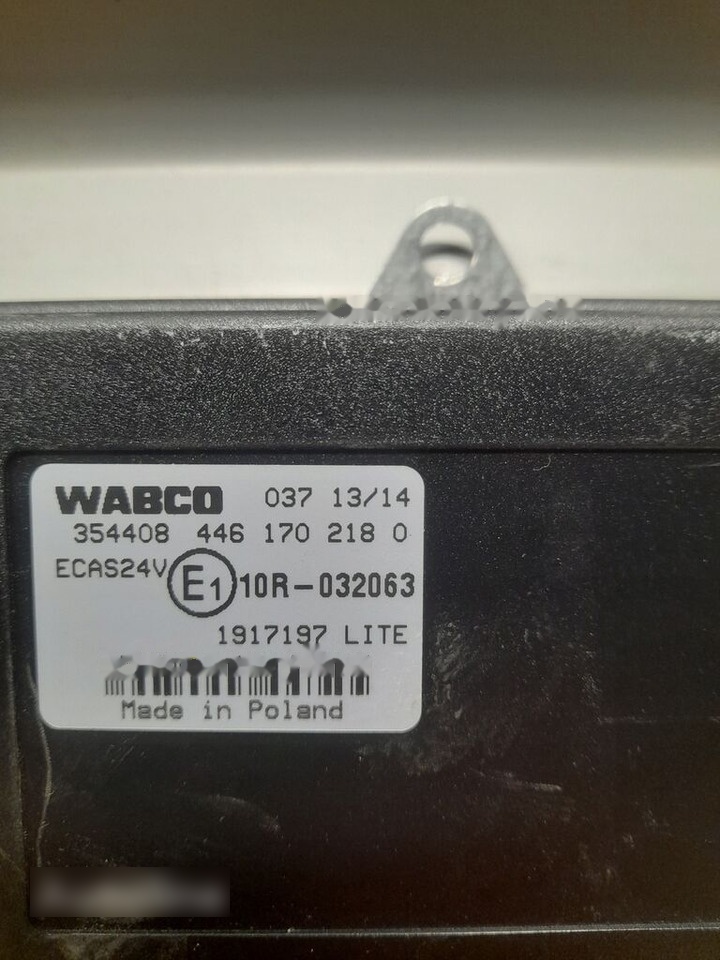 WABCO 037 13/14
354408 446 170 218 0
ECAS24V E1 10R-032063
1917197 LITE
Made in Poland